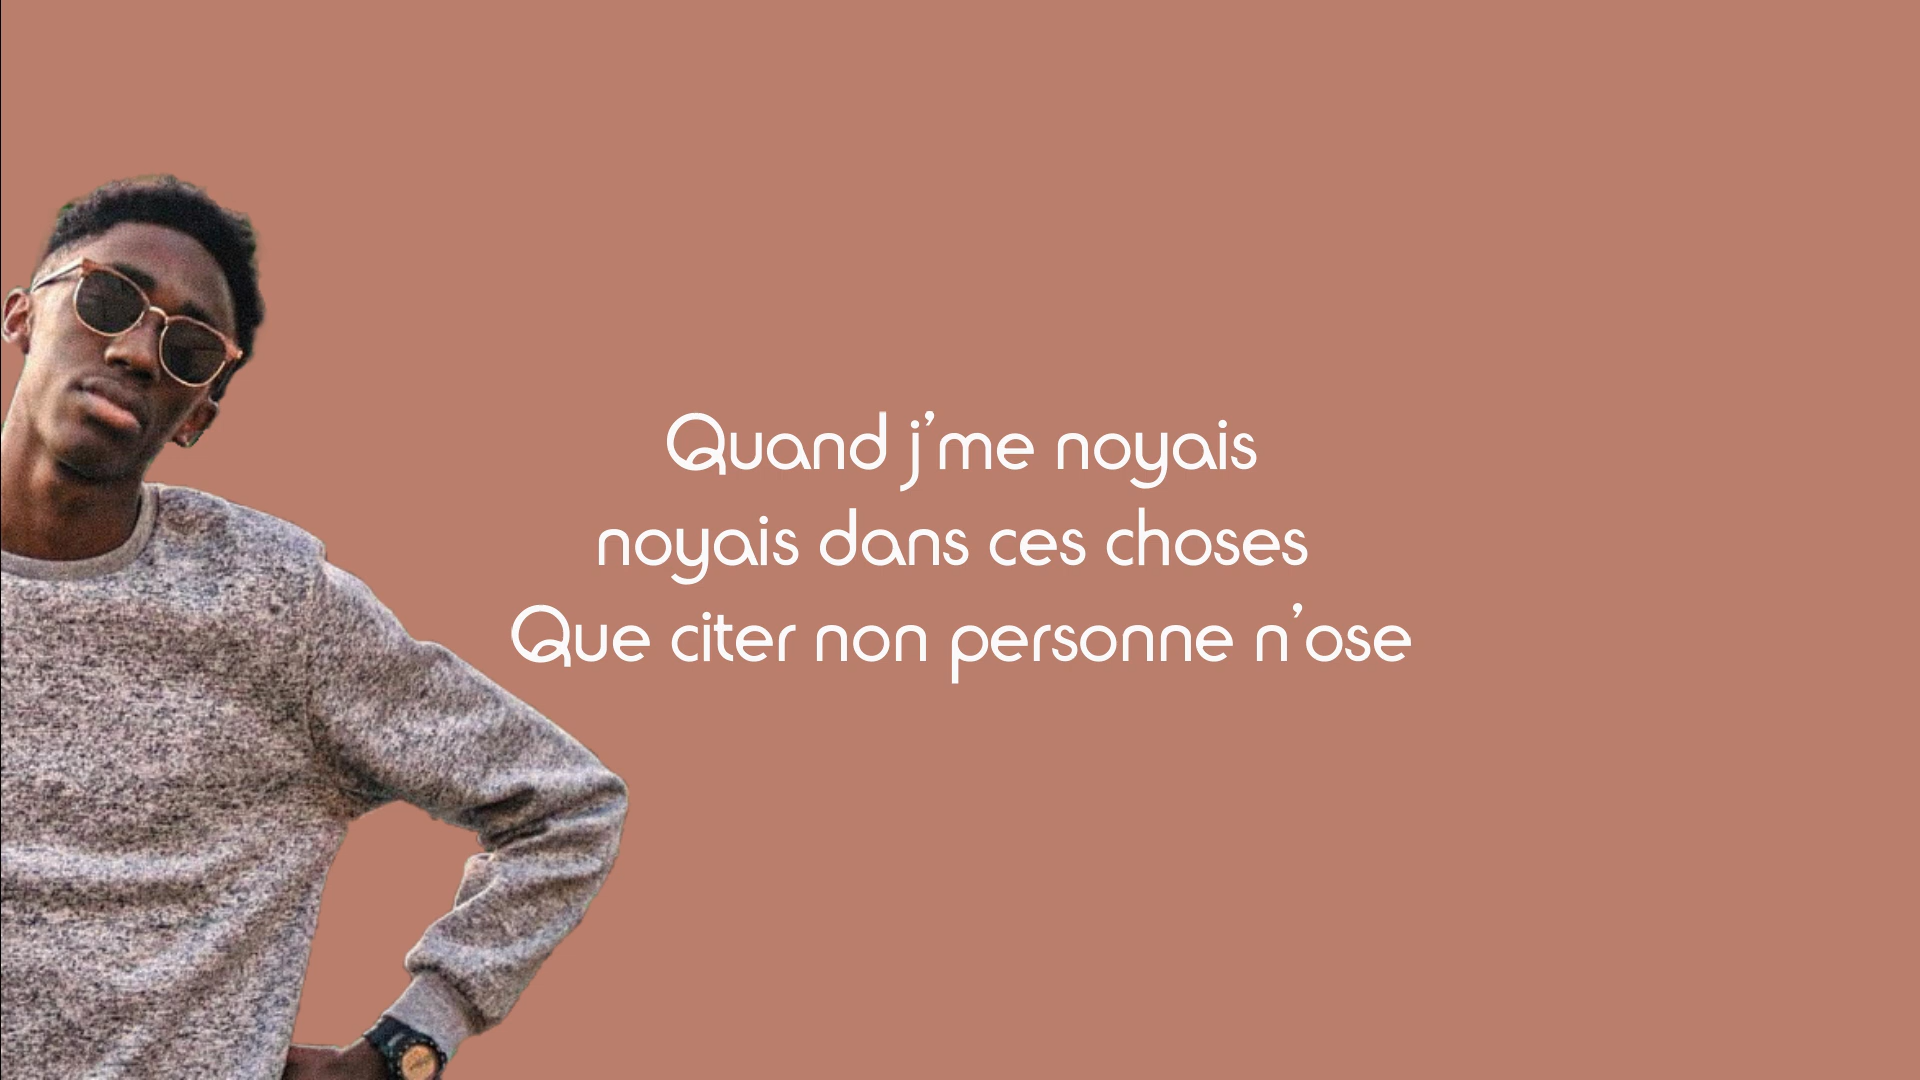 Quand j’me noyais
noyais dans ces choses
Que citer non personne n’ose